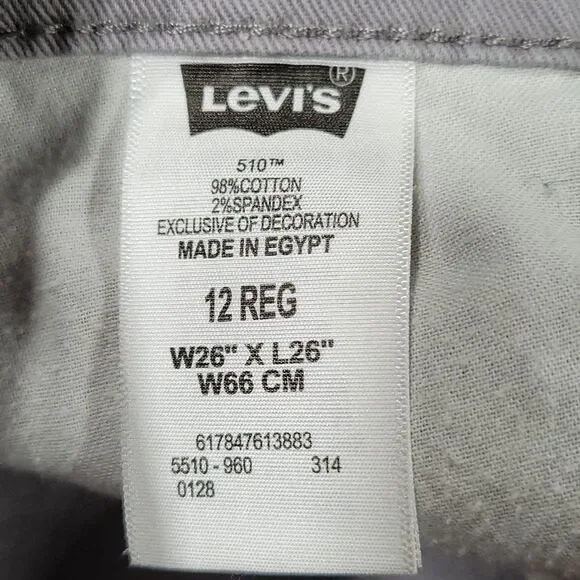 LEVI'S®
510™
98%COTTON
2%SPANDEX
EXCLUSIVE OF DECORATION
MADE IN EGYPT
12 REG
W26" X L26"
W66 CM
617847613883
5510 - 960 314
0128